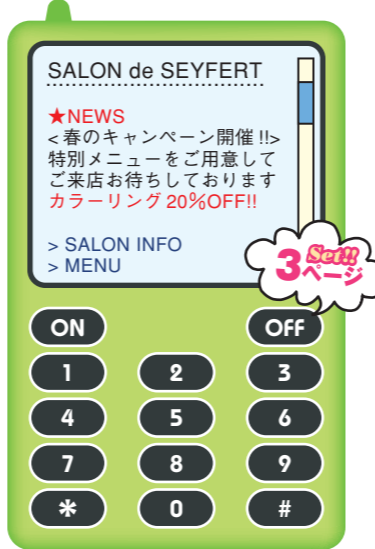 SALON de SEYFERT
★NEWS
<春のキャンペーン開催!!>
特別メニューをご用意して
ご来店お待ちしております
カラーリング20%OFF!!
> SALON INFO
> MENU
Set!!
3ページ
ON OFF
1 2 3
4 5 6
7 8 9
* 0 #